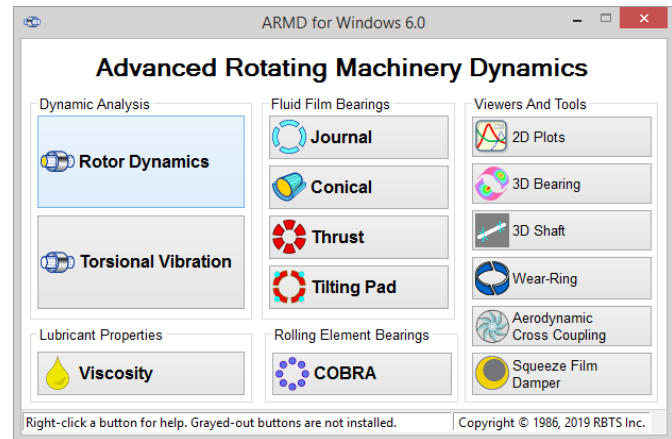 ARMD for Windows 6.0
Advanced Rotating Machinery Dynamics
Dynamic Analysis
Rotor Dynamics
Torsional Vibration
Lubricant Properties
Viscosity
Fluid Film Bearings
Journal
Conical
Thrust
Tilting Pad
Rolling Element Bearings
COBRA
Viewers And Tools
2D Plots
3D Bearing
3D Shaft
Wear-Ring
Aerodynamic
Cross Coupling
Squeeze Film
Damper
Right-click a button for help. Grayed-out buttons are not installed.
Copyright © 1986, 2019 RBTS Inc.